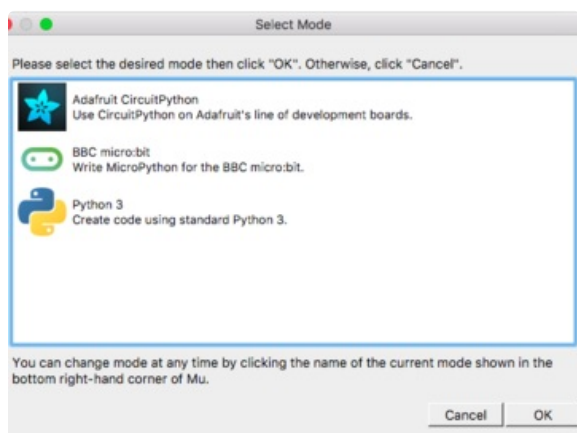 Select Mode
Please select the desired mode then click "OK". Otherwise, click "Cancel".
Adafruit CircuitPython
Use CircuitPython on Adafruit's line of development boards.
BBC micro:bit
Write MicroPython for the BBC micro:bit.
Python 3
Create code using standard Python 3.
You can change mode at any time by clicking the name of the current mode shown in the
bottom right-hand corner of Mu.
Cancel OK